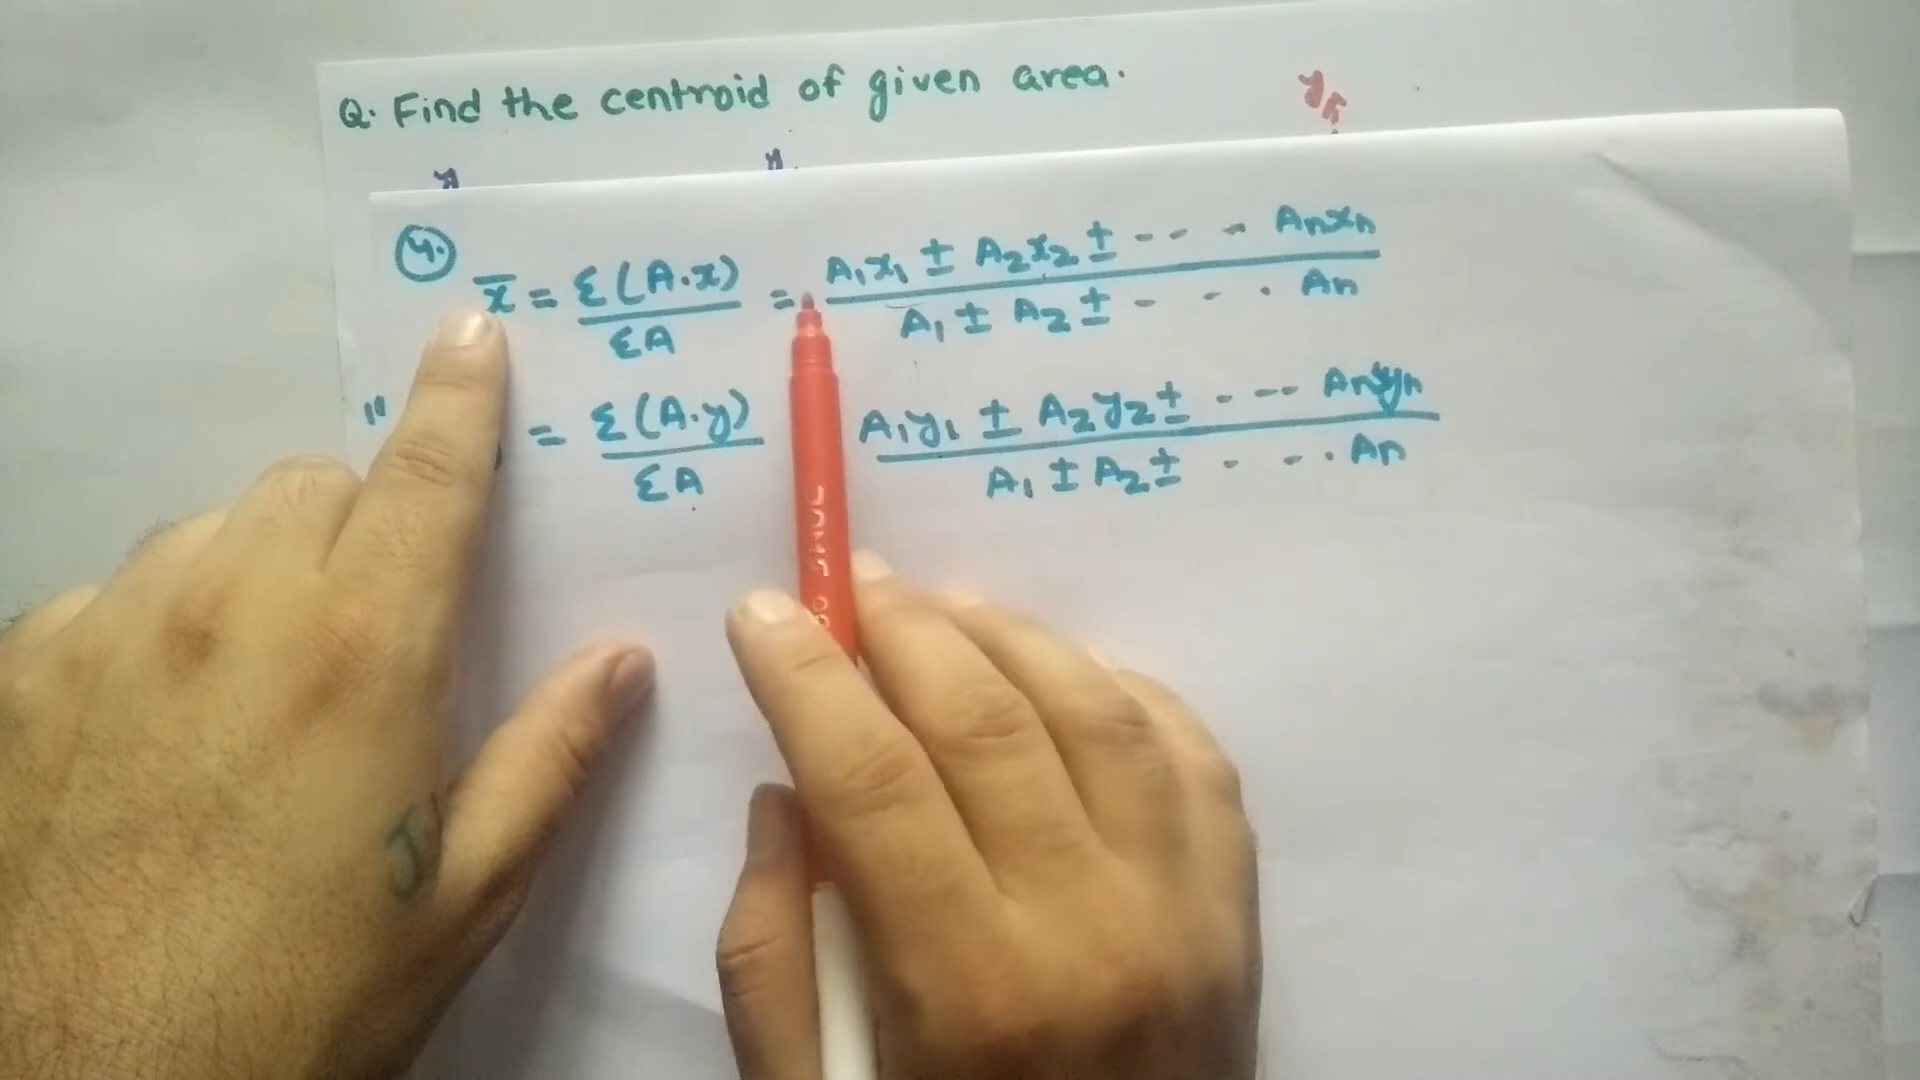 Q. Find the centroid of given area.
y
4.
x̄ = Σ(A.x) / ΣA = A₁x₁ ± A₂x₂ ± - - - Anxn / A₁ ± A₂ ± - - . An
= Σ(A.y) / ΣA A₁y₁ ± A₂y₂ ± - -- Anyn / A₁ ± A₂ ± - - . An